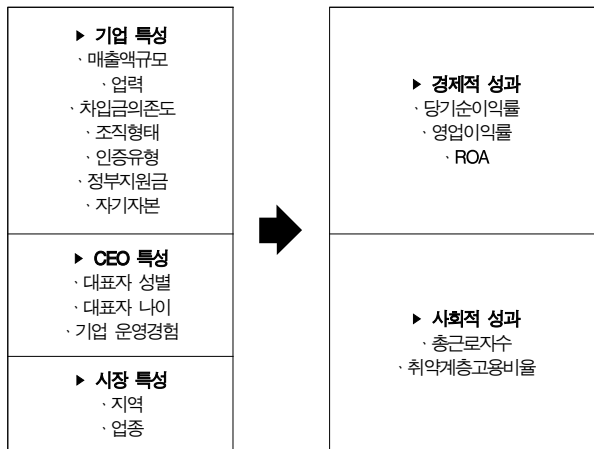 ▶ 기업 특성
· 매출액규모
· 업력
· 차입금의존도
· 조직형태
· 인증유형
· 정부지원금
· 자기자본
▶ CEO 특성
· 대표자 성별
· 대표자 나이
· 기업 운영경험
▶ 시장 특성
· 지역
· 업종
▶ 경제적 성과
· 당기순이익률
· 영업이익률
· ROA
▶ 사회적 성과
· 총근로자수
· 취약계층고용비율